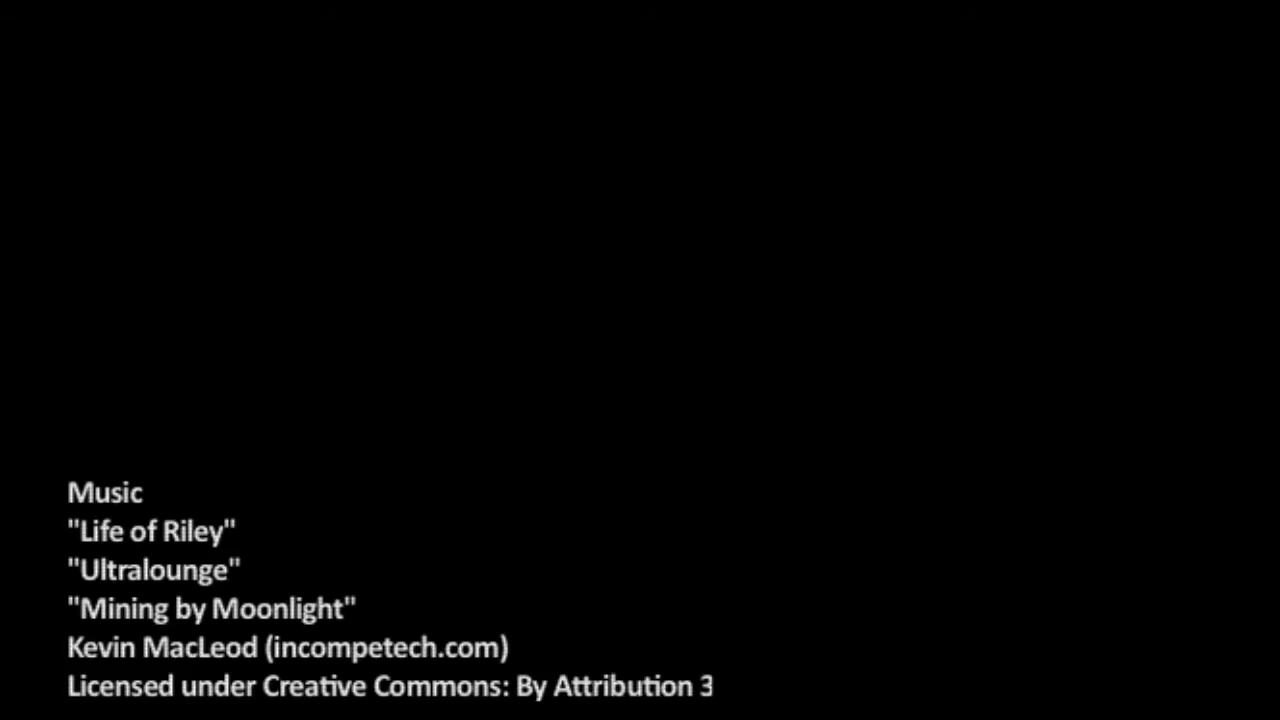 Music
"Life of Riley"
"Ultralounge"
"Mining by Moonlight"
Kevin MacLeod (incompetech.com)
Licensed under Creative Commons: By Attribution 3